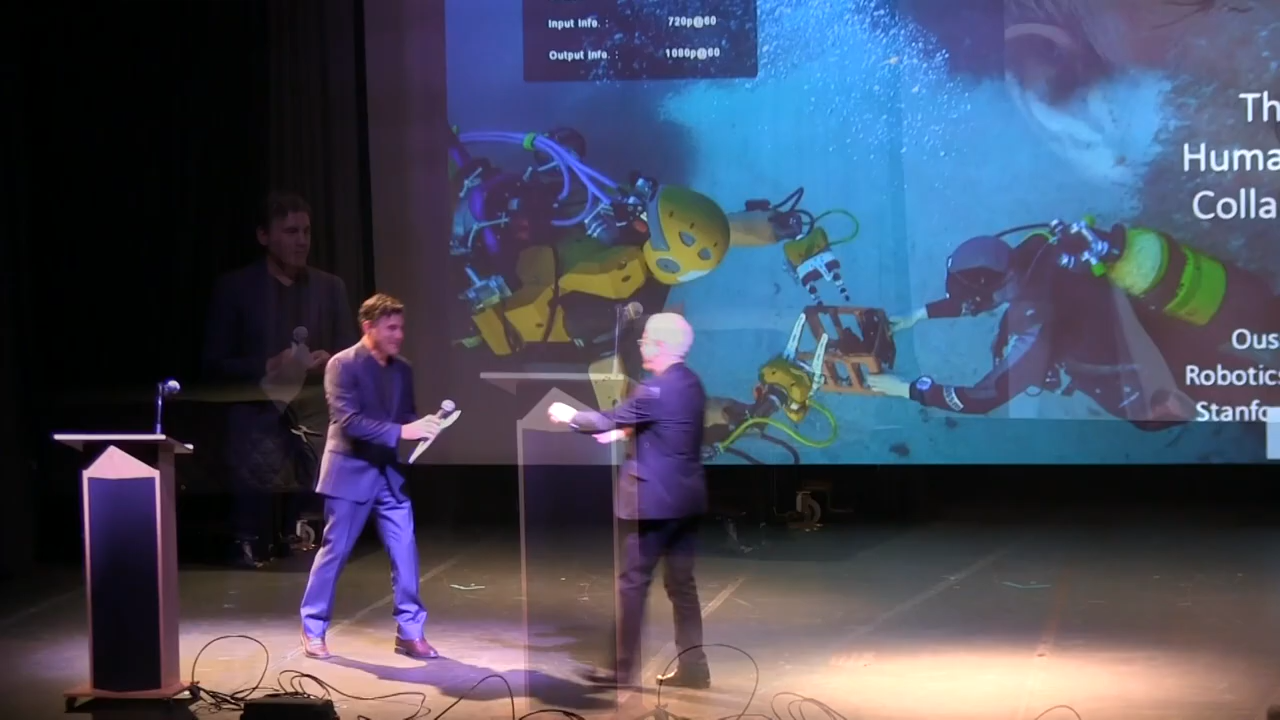 Input Info. : 720p@60
Output Info. : 1080p@60
Th
Huma
Colla
Ous
Robotics
Stanfo